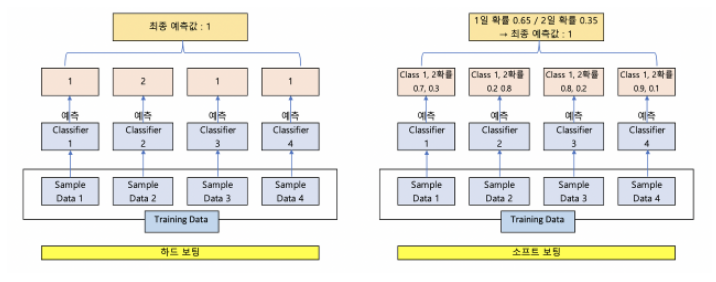 최종 예측값 : 1
1 2 1 1
예측 예측 예측 예측
Classifier Classifier Classifier Classifier
1 2 3 4
Sample Sample Sample Sample
Data 1 Data 2 Data 3 Data 4
Training Data
하드 보팅
1일 확률 0.65 / 2일 확률 0.35
→ 최종 예측값 : 1
Class 1, 2확률 Class 1, 2확률 Class 1, 2확률 Class 1, 2확률
0.7, 0.3 0.2 0.8 0.8, 0.2 0.9, 0.1
예측 예측 예측 예측
Classifier Classifier Classifier Classifier
1 2 3 4
Sample Sample Sample Sample
Data 1 Data 2 Data 3 Data 4
Training Data
소프트 보팅